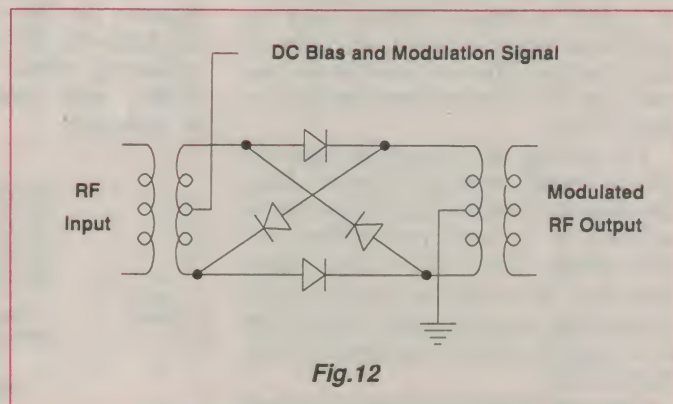 DC Bias and Modulation Signal
RF
Input
Modulated
RF Output
Fig.12